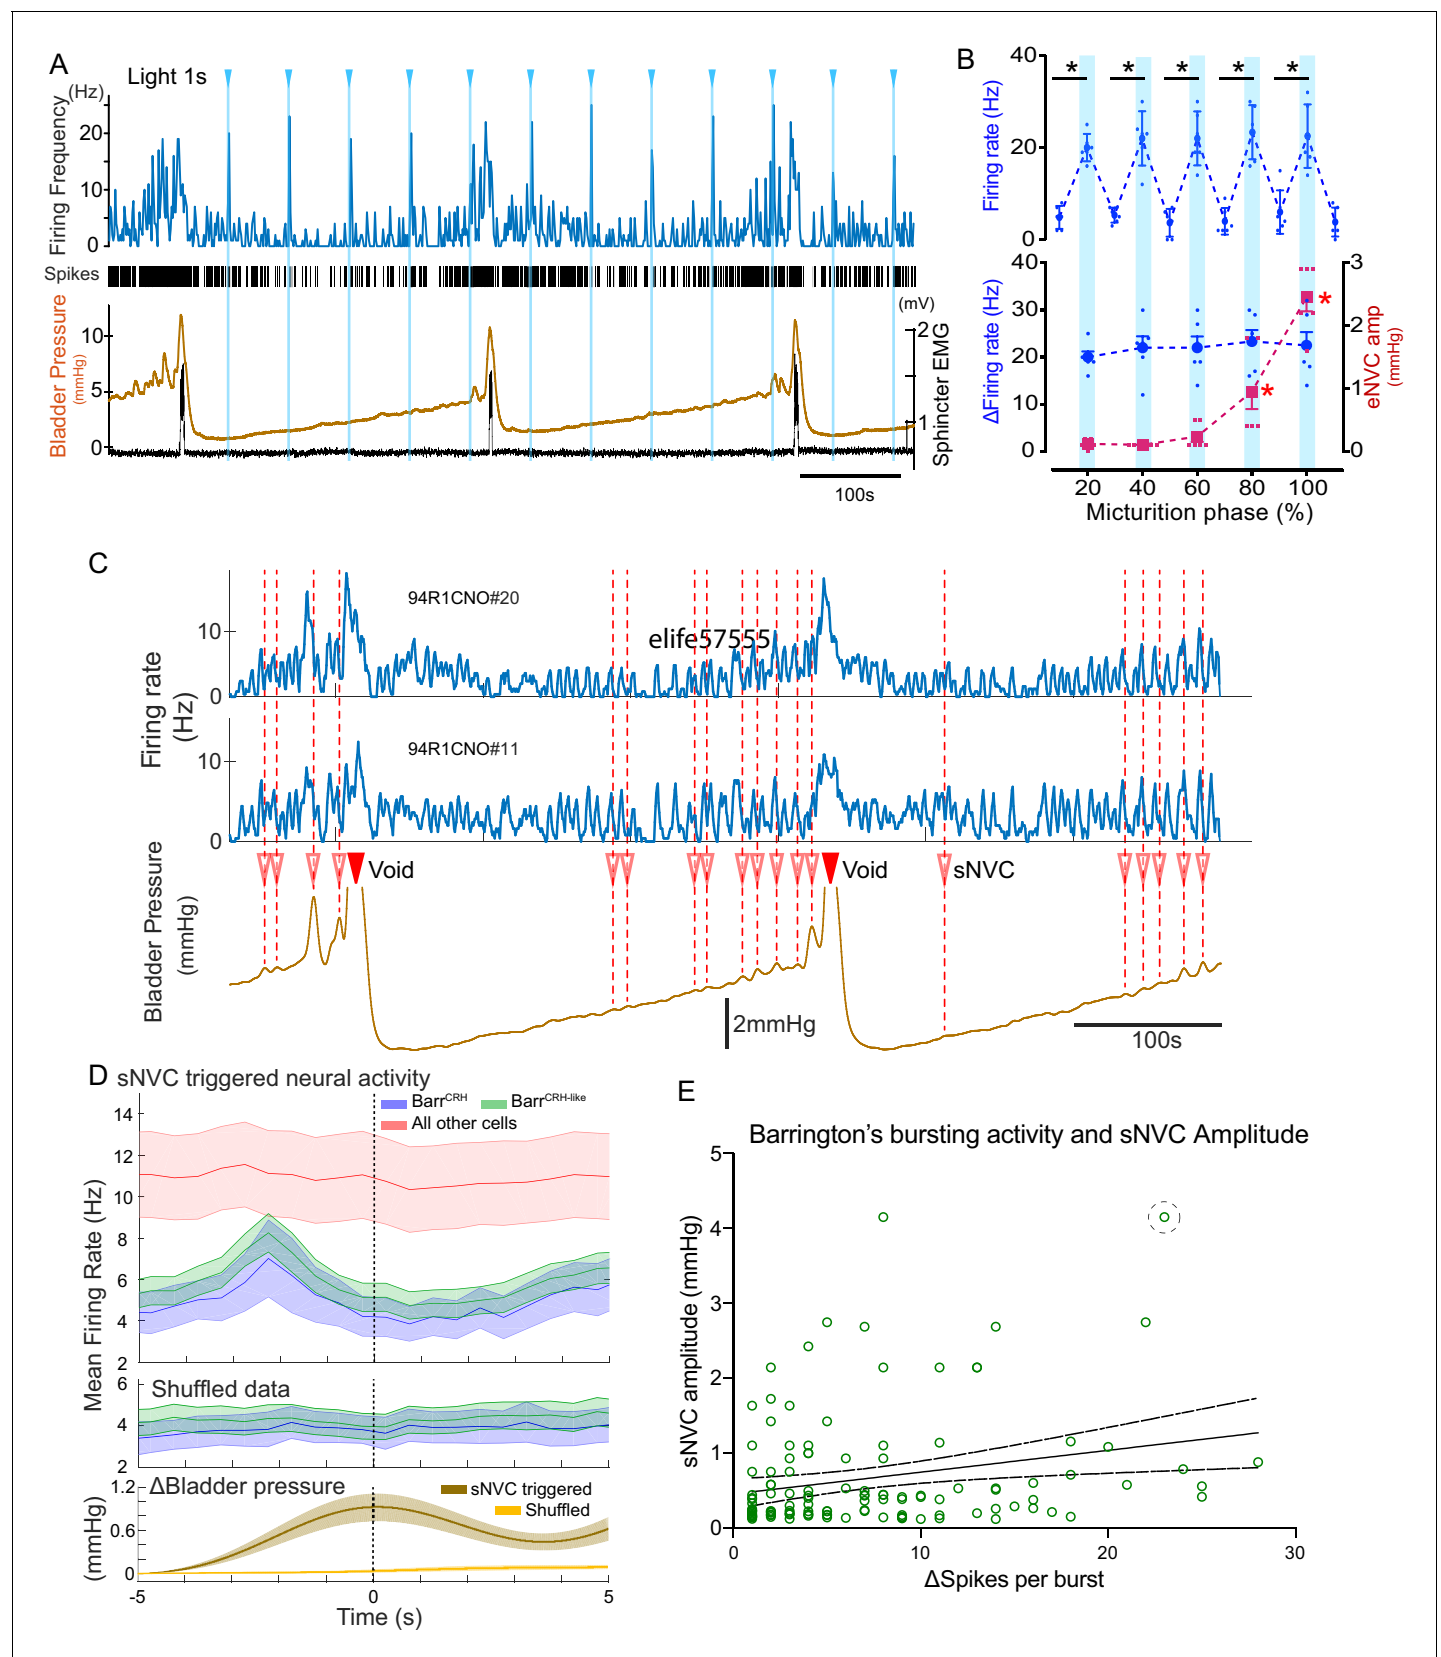 A
Light 1s
(Hz)
20
10
0
Firing Frequency
Spikes
Bladder Pressure
(mmHg)
10
5
0
(mV)
2
1
Sphincter EMG
100s
B
40
20
0
Firing rate (Hz)
* * * * *
40
30
20
10
0
ΔFiring rate (Hz)
3
2
1
0
eNVC amp
(mmHg)
*
*
20 40 60 80 100
Micturition phase (%)
C
94R1CNO#20
elife57555
10
0
Firing rate
(Hz)
94R1CNO#11
10
0
Void
Void
sNVC
Bladder Pressure
(mmHg)
2mmHg
100s
D
sNVC triggered neural activity
BarrCRH
BarrCRH-like
All other cells
14
12
10
8
6
4
2
Mean Firing Rate (Hz)
Shuffled data
6
4
2
ΔBladder pressure
sNVC triggered
Shuffled
1.2
0.6
0
(mmHg)
-5 0 5
Time (s)
E
Barrington's bursting activity and sNVC Amplitude
5
4
3
2
1
0
sNVC amplitude (mmHg)
0 10 20 30
ΔSpikes per burst